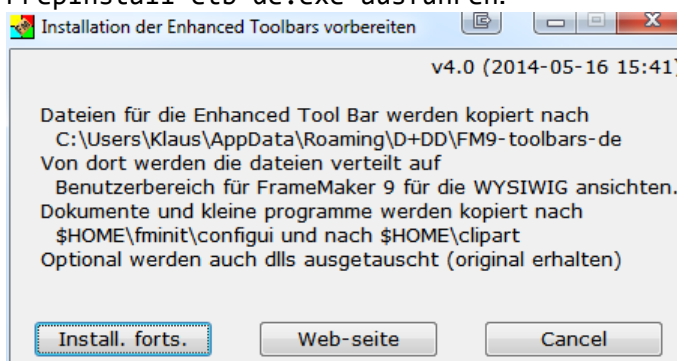 PrepInstall-etb-de.exe ausführen.
Installation der Enhanced Toolbars vorbereiten
v4.0 (2014-05-16 15:41)
Dateien für die Enhanced Tool Bar werden kopiert nach
C:\Users\Klaus\AppData\Roaming\D+DD\FM9-toolbars-de
Von dort werden die dateien verteilt auf
Benutzerbereich für FrameMaker 9 für die WYSIWIG ansichten.
Dokumente und kleine programme werden kopiert nach
$HOME\fminit\configui und nach $HOME\clipart
Optional werden auch dlls ausgetauscht (original erhalten)
Install. forts. Web-seite Cancel